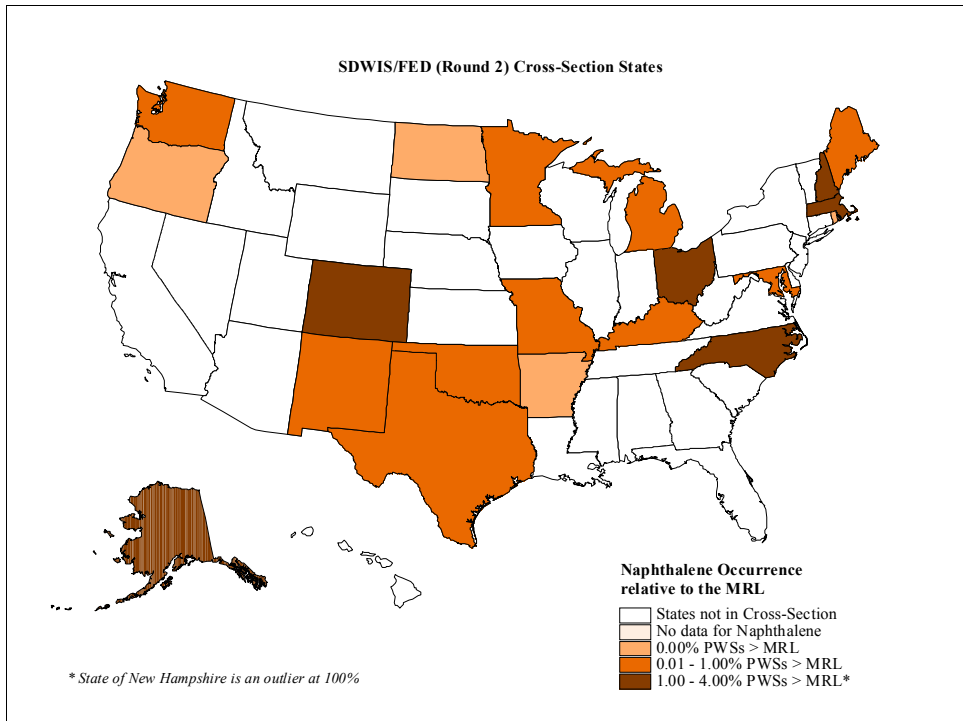 SDWIS/FED (Round 2) Cross-Section States
Naphthalene Occurrence
relative to the MRL
States not in Cross-Section
No data for Naphthalene
0.00% PWSs > MRL
0.01 - 1.00% PWSs > MRL
1.00 - 4.00% PWSs > MRL*
* State of New Hampshire is an outlier at 100%